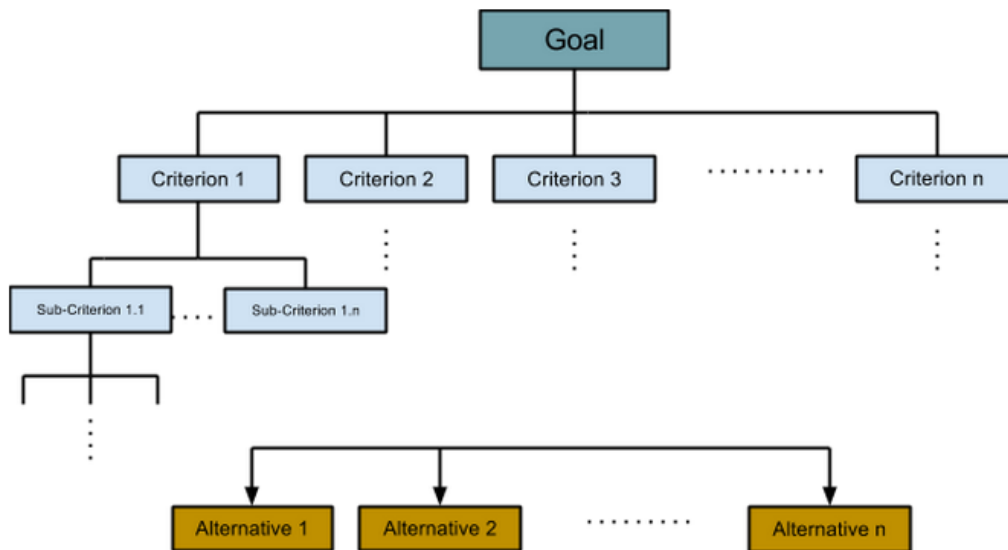 Goal
Criterion 1
Criterion 2
Criterion 3
Criterion n
Sub-Criterion 1.1
Sub-Criterion 1.n
Alternative 1
Alternative 2
Alternative n